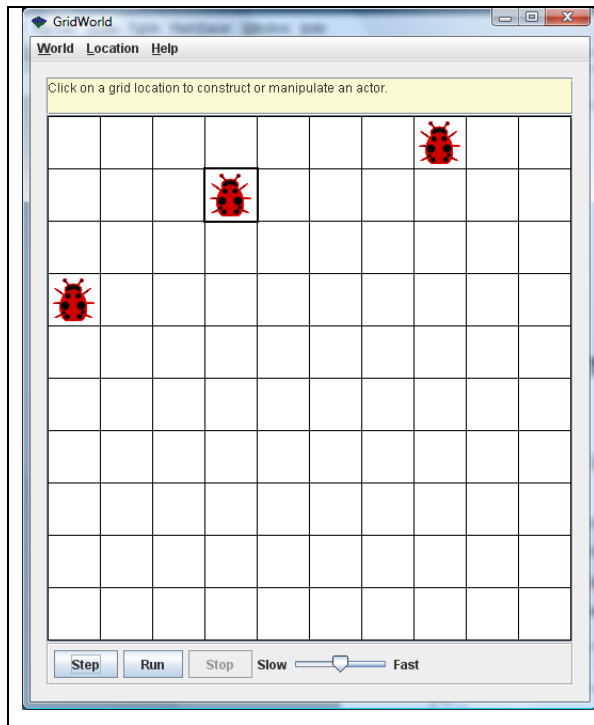 GridWorld
World Location Help
Click on a grid location to construct or manipulate an actor.
Step Run Stop Slow Fast